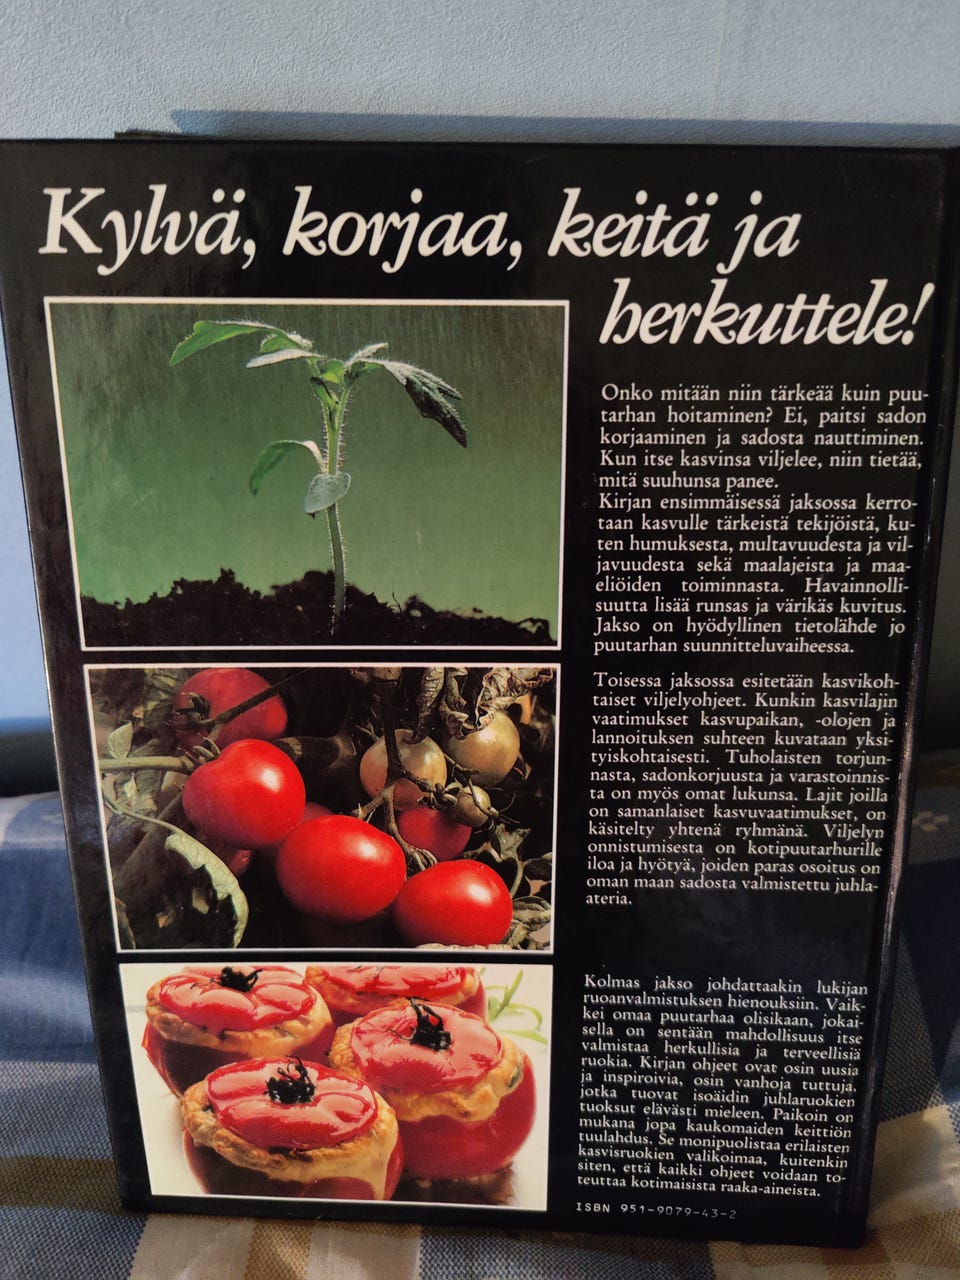 Kylvä, korjaa, keitä ja
herkuttele!
Onko mitään niin tärkeää kuin puu-
tarhan hoitaminen? Ei, paitsi sadon
korjaaminen ja sadosta nauttiminen.
Kun itse kasvinsa viljelee, niin tietää,
mitä suuhunsa panee.
Kirjan ensimmäisessä jaksossa kerro-
taan kasvulle tärkeistä tekijöistä, ku-
ten humuksesta, multavuudesta ja vil-
javuudesta sekä maalajeista ja maa-
eliöiden toiminnasta. Havainnolli-
suutta lisää runsas ja värikäs kuvitus.
Jakso on hyödyllinen tietolähde jo
puutarhan suunnitteluvaiheessa.
Toisessa jaksossa esitetään kasvikoh-
taiset viljelyohjeet. Kunkin kasvilajin
vaatimukset kasvupaikan, -olojen ja
lannoituksen suhteen kuvataan yksi-
tyiskohtaisesti. Tuholaisten torjun-
nasta, sadonkorjuusta ja varastoinnis-
ta on myös omat lukunsa. Lajit joilla
on samanlaiset kasvuvaatimukset, on
käsitelty yhtenä ryhmänä. Viljelyn
onnistumisesta on kotipuutarhurille
iloa ja hyötyä, joiden paras osoitus on
oman maan sadosta valmistettu juhla-
ateria.
Kolmas jakso johdattaakin lukijan
ruoanvalmistuksen hienouksiin. Vaik-
kei omaa puutarhaa olisikaan, jokai-
sella on sentään mahdollisuus itse
valmistaa herkullisia ja terveellisiä
ruokia. Kirjan ohjeet ovat osin uusia
ja inspiroivia, osin vanhoja tuttuja,
jotka tuovat isoäidin juhlaruokien
tuoksut elävästi mieleen. Paikoin on
mukana jopa kaukomaiden keittiön
tuulahdus. Se monipuolistaa erilaisten
kasvisruokien valikoimaa, kuitenkin
siten, että kaikki ohjeet voidaan to-
teuttaa kotimaisista raaka-aineista.
ISBN 951-9079-43-2